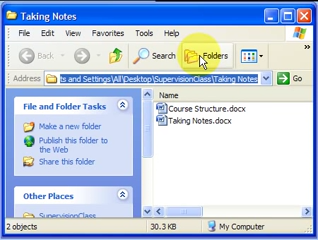 Taking Notes
File Edit View Favorites Tools
Back Search Folders
Address ts and Settings\All\Desktop\SupervisionClass\Taking Notes Go
File and Folder Tasks
Make a new folder
Publish this folder to the Web
Share this folder
Other Places
SupervisionClass
Name
Course Structure.docx
Taking Notes.docx
2 objects 30.3 KB My Computer